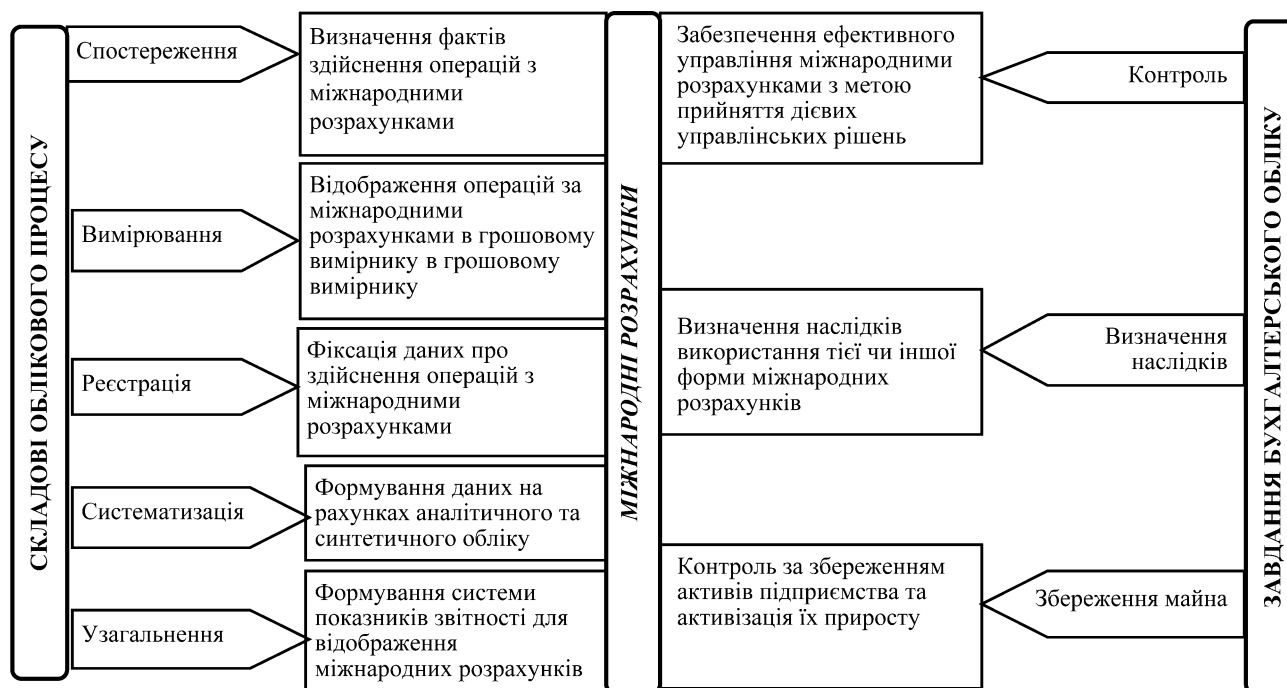 СКЛАДОВІ ОБЛІКОВОГО ПРОЦЕСУ
Спостереження
Визначення фактів
здійснення операцій з
міжнародними
розрахунками
Вимірювання
Відображення операцій за
міжнародними
розрахунками в грошовому
вимірнику в грошовому
вимірнику
Реєстрація
Фіксація даних про
здійснення операцій з
міжнародними
розрахунками
Систематизація
Формування даних на
рахунках аналітичного та
синтетичного обліку
Узагальнення
Формування системи
показників звітності для
відображення
міжнародних розрахунків
МІЖНАРОДНІ РОЗРАХУНКИ
Забезпечення ефективного
управління міжнародними
розрахунками з метою
прийняття дієвих
управлінських рішень
Контроль
Визначення наслідків
використання тієї чи іншої
форми міжнародних
розрахунків
Визначення
наслідків
Контроль за збереженням
активів підприємства та
активізація їх приросту
Збереження майна
ЗАВДАННЯ БУХГАЛТЕРСЬКОГО ОБЛІКУ